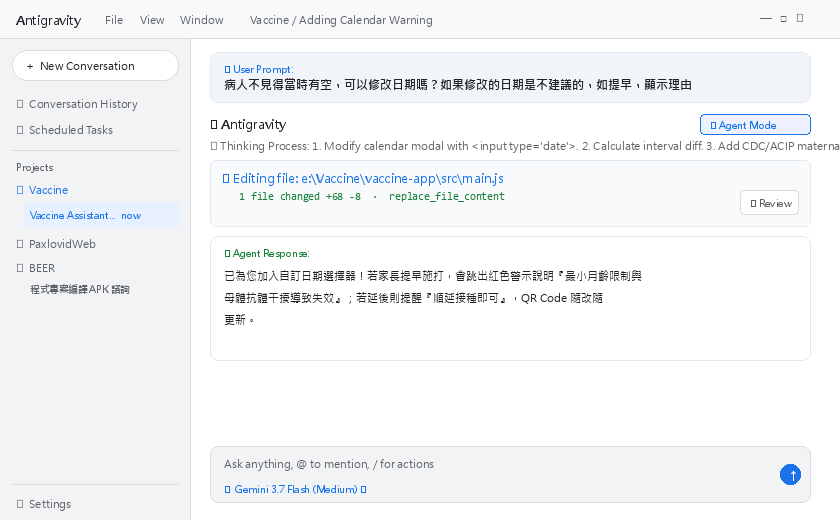 Antigravity File View Window Vaccine / Adding Calendar Warning
+ New Conversation
Conversation History
Scheduled Tasks
Projects
Vaccine
Vaccine Assistant... now
PaxlovidWeb
BEER
程式專案編譯APK 諮詢
Settings
User Prompt:
病人不見得當時有空，可以修改日期嗎？如果修改的日期是不建議的，如提早，顯示理由
Antigravity
Agent Mode
Thinking Process: 1. Modify calendar modal with <input type='date'>. 2. Calculate interval diff. 3. Add CDC/ACIP materna
Editing file: e:\Vaccine\vaccine-app\src\main.js
1 file changed +68 -8 · replace_file_content
Review
Agent Response:
已為您加入自訂日期選擇器！若家長提早施打，會跳出紅色警示說明『最小月齡限制與
母體抗體干擾導致失效』；若延後則提醒『順延接種即可』，QR Code 隨改隨
更新。
Ask anything, @ to mention, / for actions
Gemini 3.7 Flash (Medium)